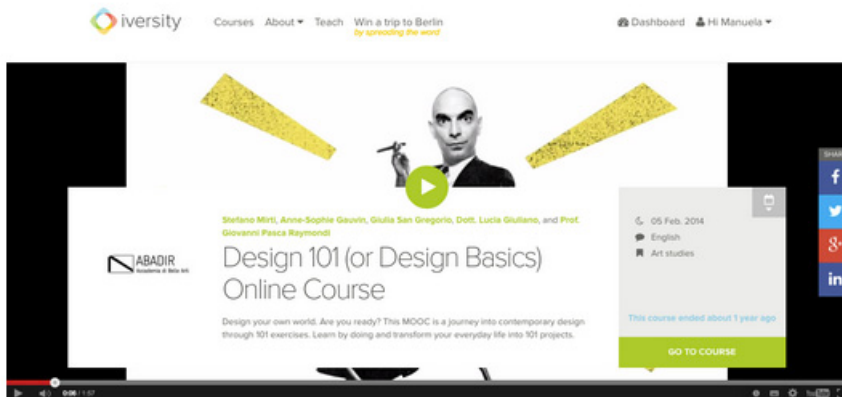 iversity
Courses About Teach Win a trip to Berlin
by spreading the word
Dashboard Hi Manuela
SHARE
Stefano Mirti, Anne-Sophie Gauvin, Giulia San Gregorio, Dott. Lucia Giuliano, and Prof.
Giovanni Pasca Raymondi
ABADIR
Accademia di Belle Arti
Design 101 (or Design Basics)
Online Course
Design your own world. Are you ready? This MOOC is a journey into contemporary design
through 101 exercises. Learn by doing and transform your everyday life into 101 projects.
05 Feb. 2014
English
Art studies
This course ended about 1 year ago
GO TO COURSE
0:06 / 1:57
YouTube